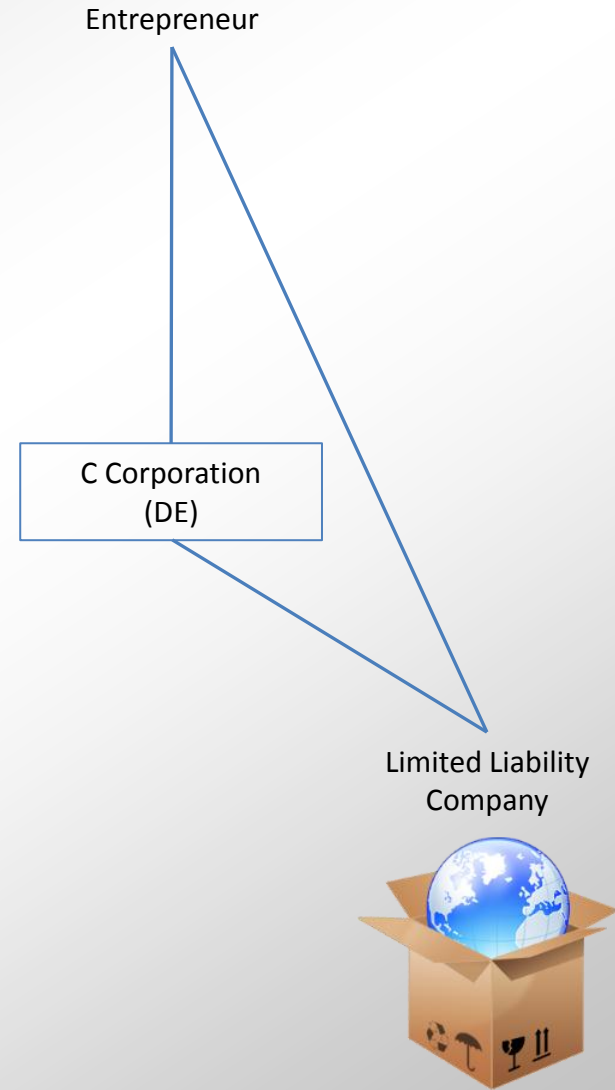 Entrepreneur
C Corporation
(DE)
Limited Liability
Company